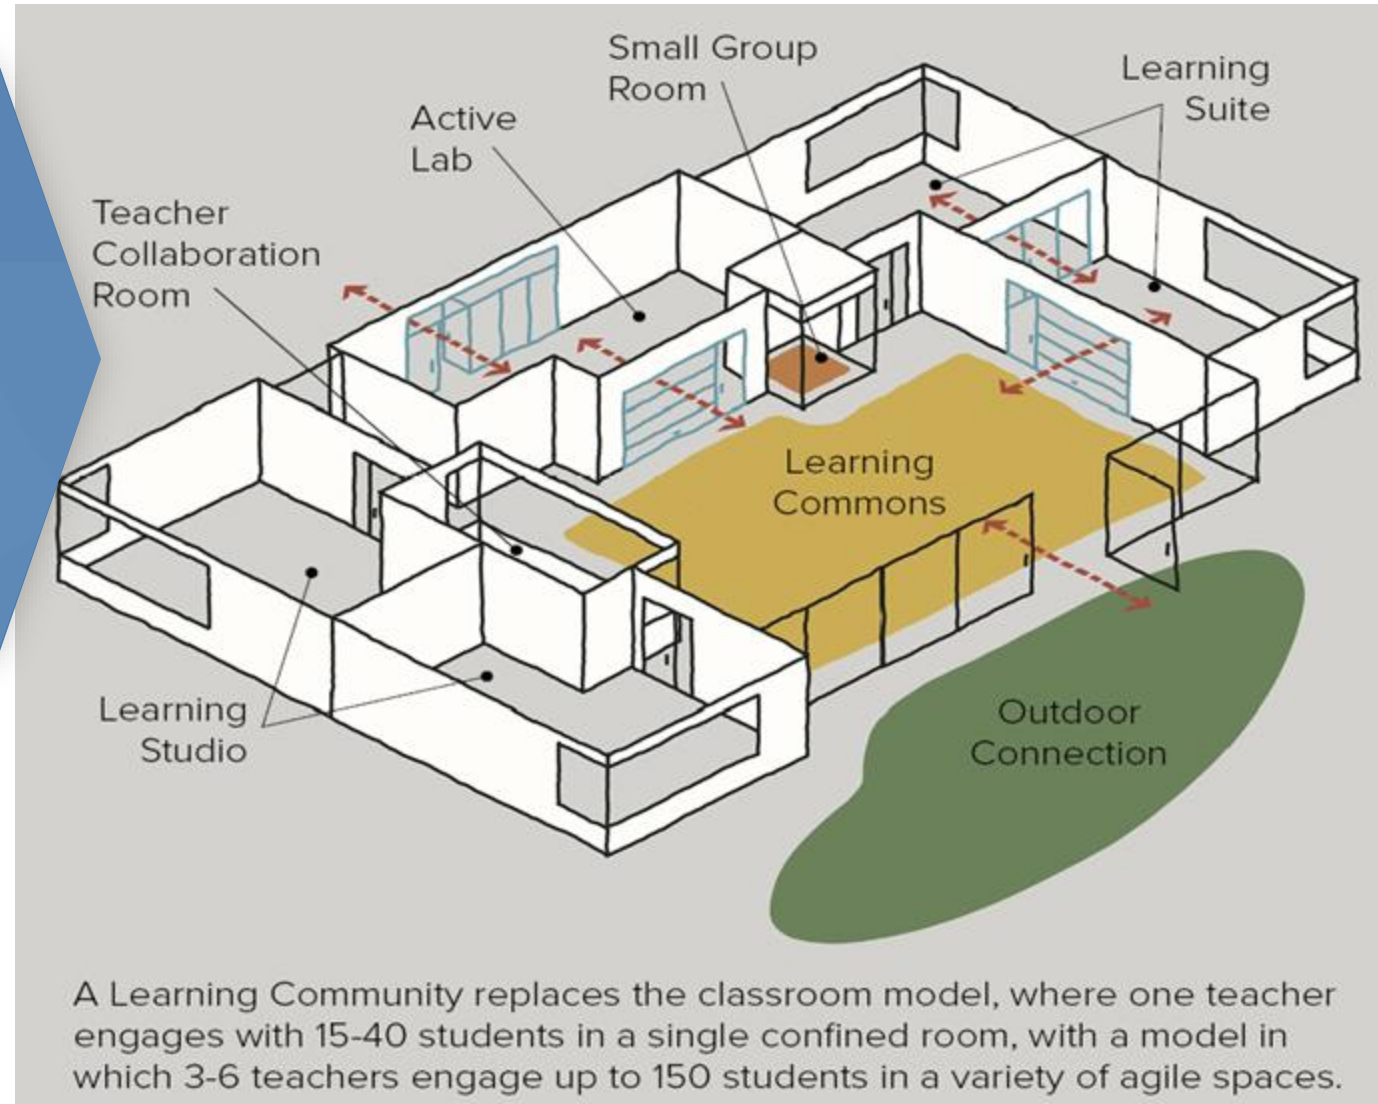 Small Group
Room
Learning
Suite
Active
Lab
Teacher
Collaboration
Room
Learning
Commons
Learning
Studio
Outdoor
Connection
A Learning Community replaces the classroom model, where one teacher
engages with 15-40 students in a single confined room, with a model in
which 3-6 teachers engage up to 150 students in a variety of agile spaces.